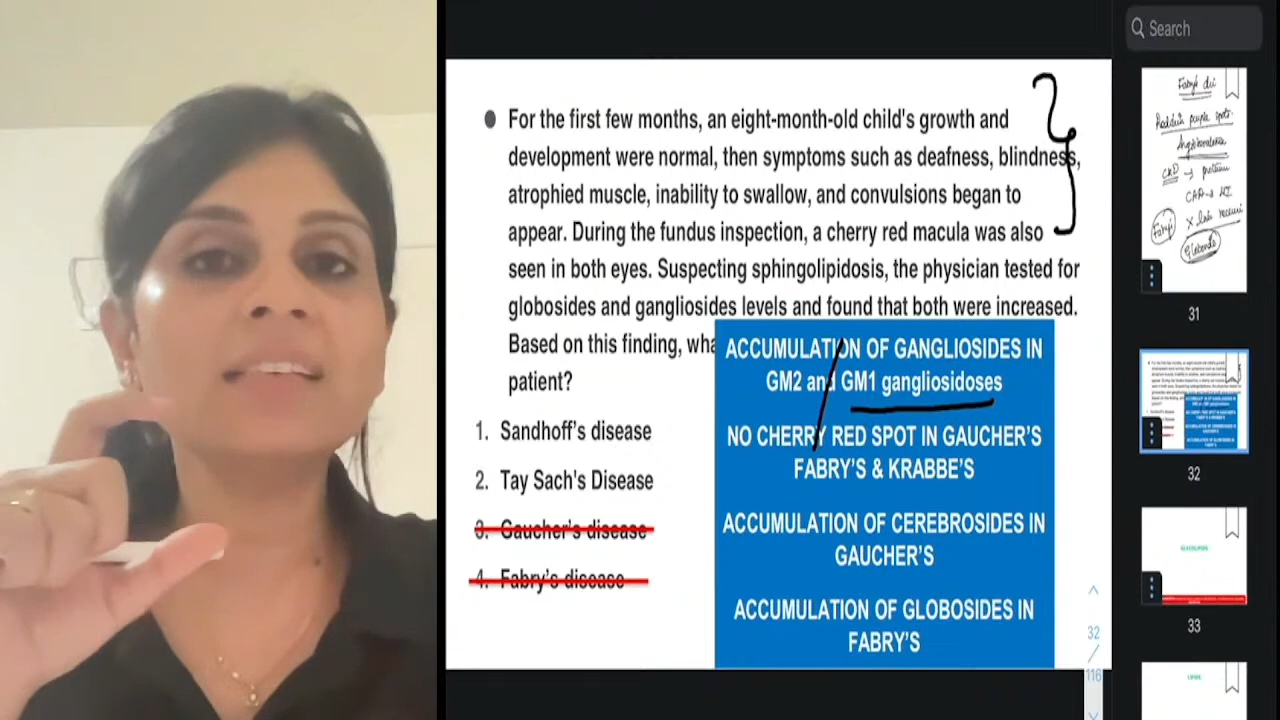 Search
For the first few months, an eight-month-old child's growth and
development were normal, then symptoms such as deafness, blindness,
atrophied muscle, inability to swallow, and convulsions began to
appear. During the fundus inspection, a cherry red macula was also
seen in both eyes. Suspecting sphingolipidosis, the physician tested for
globosides and gangliosides levels and found that both were increased.
Based on this finding, wha
patient?
1. Sandhoff's disease
2. Tay Sach's Disease
3. Gaucher's disease
4. Fabry's disease
ACCUMULATION OF GANGLIOSIDES IN
GM2 and GM1 gangliosidoses
NO CHERRY RED SPOT IN GAUCHER'S
FABRY'S & KRABBE'S
ACCUMULATION OF CEREBROSIDES IN
GAUCHER'S
ACCUMULATION OF GLOBOSIDES IN
FABRY'S
32
116
31
32
33